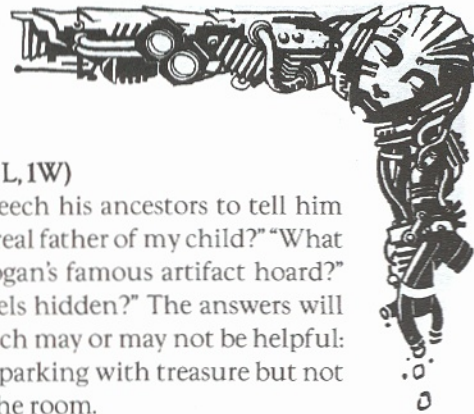 L, 1W)
eech his ancestors to tell him
real father of my child?” “What
ogan’s famous artifact hoard?”
els hidden?” The answers will
ch may or may not be helpful:
parking with treasure but not
he room.